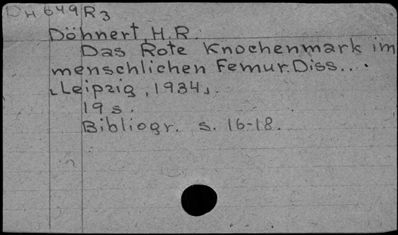 DH 649 R3
Döhnert, H.R.
Das Rote Knochenmark im
menschlichen Femur. Diss....
⌞Leipzig, 1934⌟.
19 s.
Bibliogr. s. 16-18.